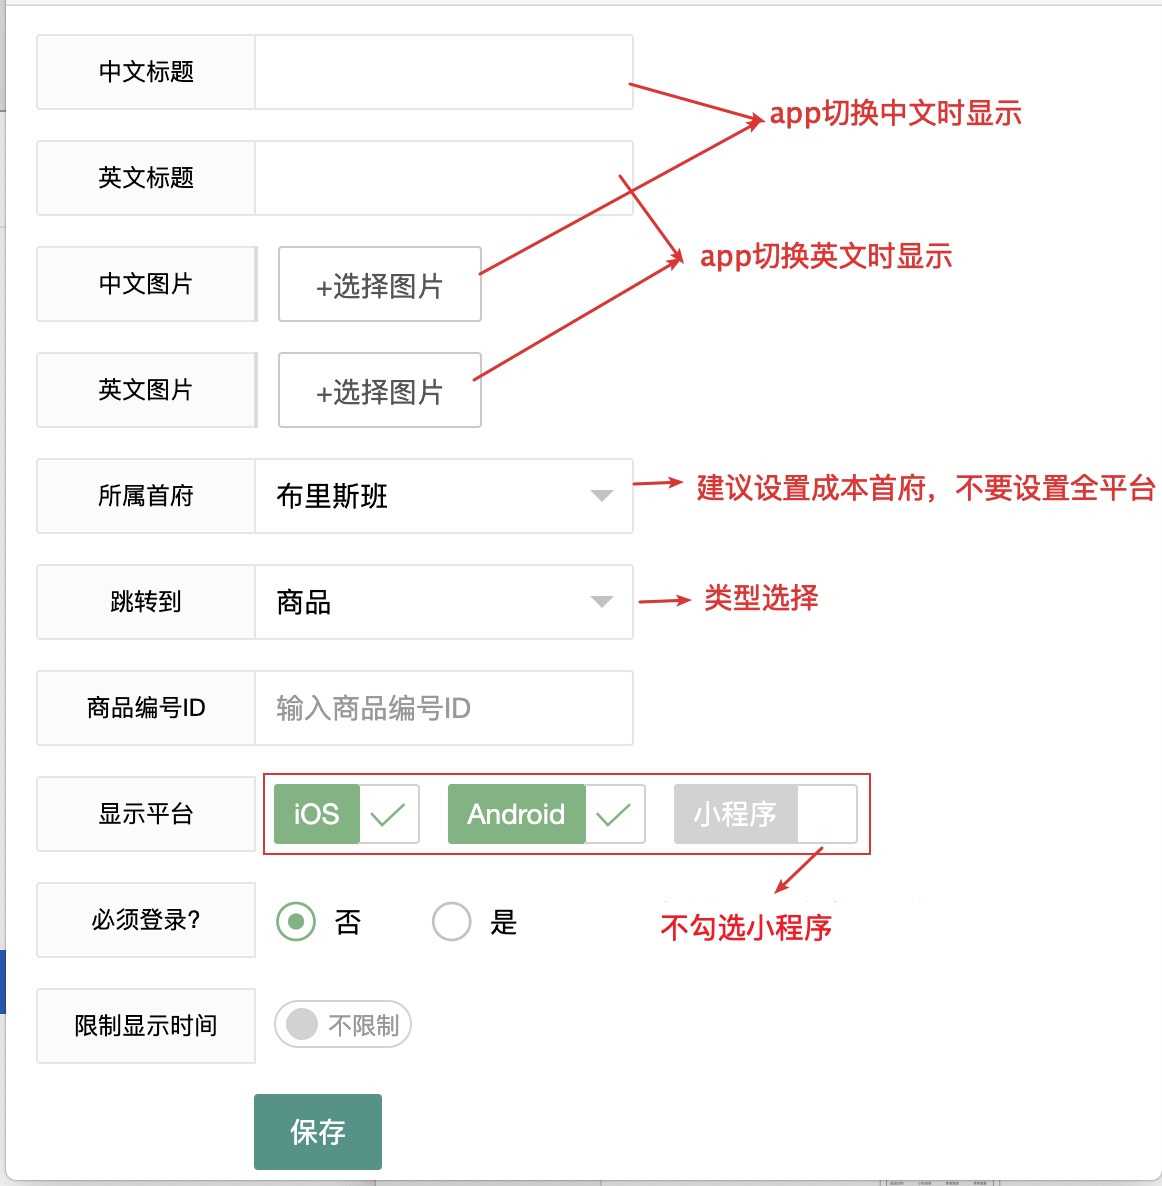 中文标题
app切换中文时显示
英文标题
app切换英文时显示
中文图片
+选择图片
英文图片
+选择图片
所属首府
布里斯班
建议设置成本首府，不要设置全平台
跳转到
商品
类型选择
商品编号ID
输入商品编号ID
显示平台
iOS
Android
小程序
不勾选小程序
必须登录?
否
是
限制显示时间
不限制
保存